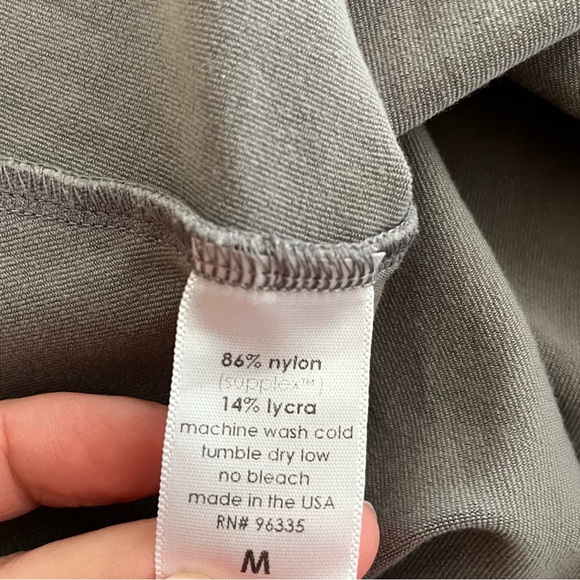 86% nylon
(supplex™)
14% lycra
machine wash cold
tumble dry low
no bleach
made in the USA
RN# 96335
M